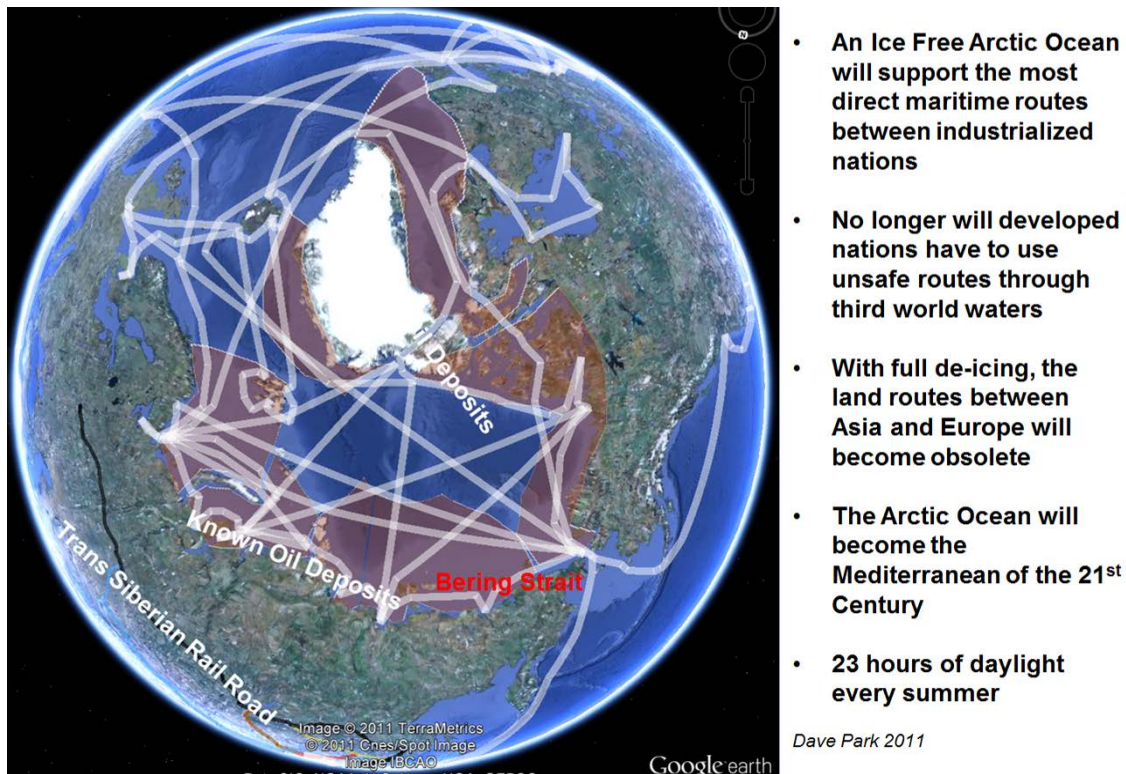 N
Deposits
Known Oil Deposits
Bering Strait
Trans Siberian Rail Road
Image © 2011 TerraMetrics
© 2011 Cnes/Spot Image
Image IBCAO
Google earth
• An Ice Free Arctic Ocean
will support the most
direct maritime routes
between industrialized
nations
• No longer will developed
nations have to use
unsafe routes through
third world waters
• With full de-icing, the
land routes between
Asia and Europe will
become obsolete
• The Arctic Ocean will
become the
Mediterranean of the 21st
Century
• 23 hours of daylight
every summer
Dave Park 2011